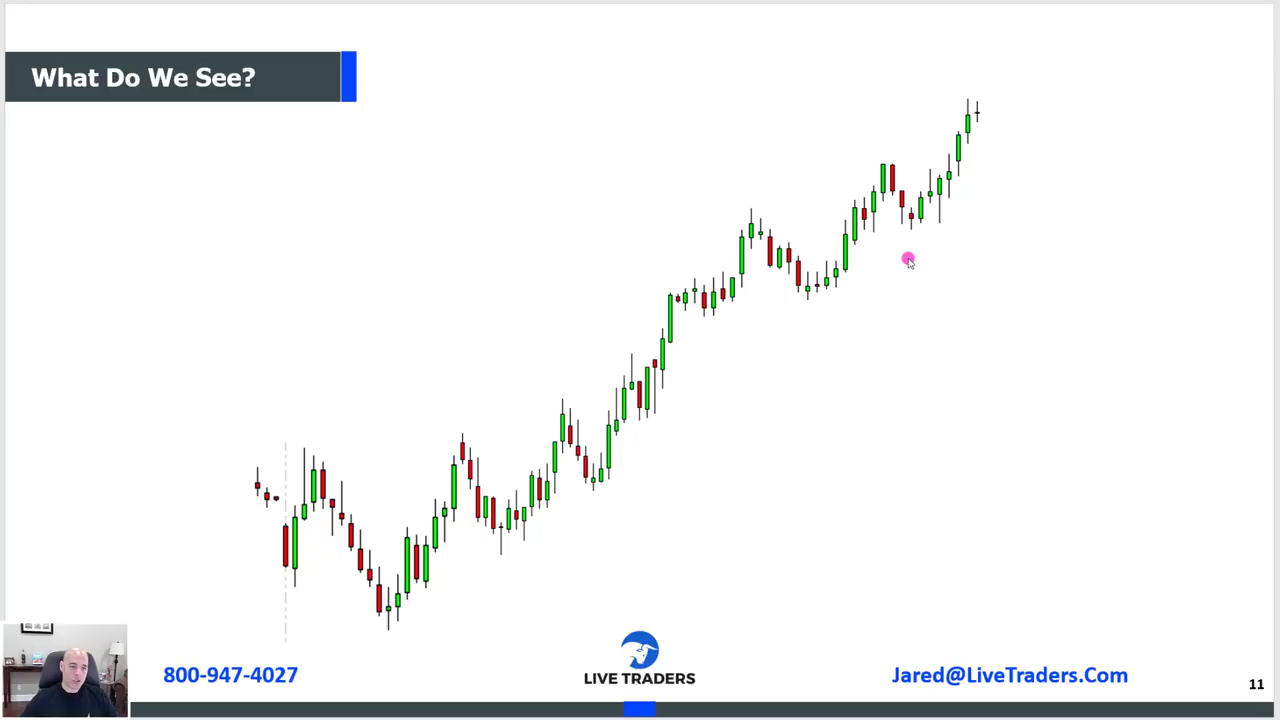 What Do We See?
800-947-4027
LIVE TRADERS
Jared@LiveTraders.Com
11